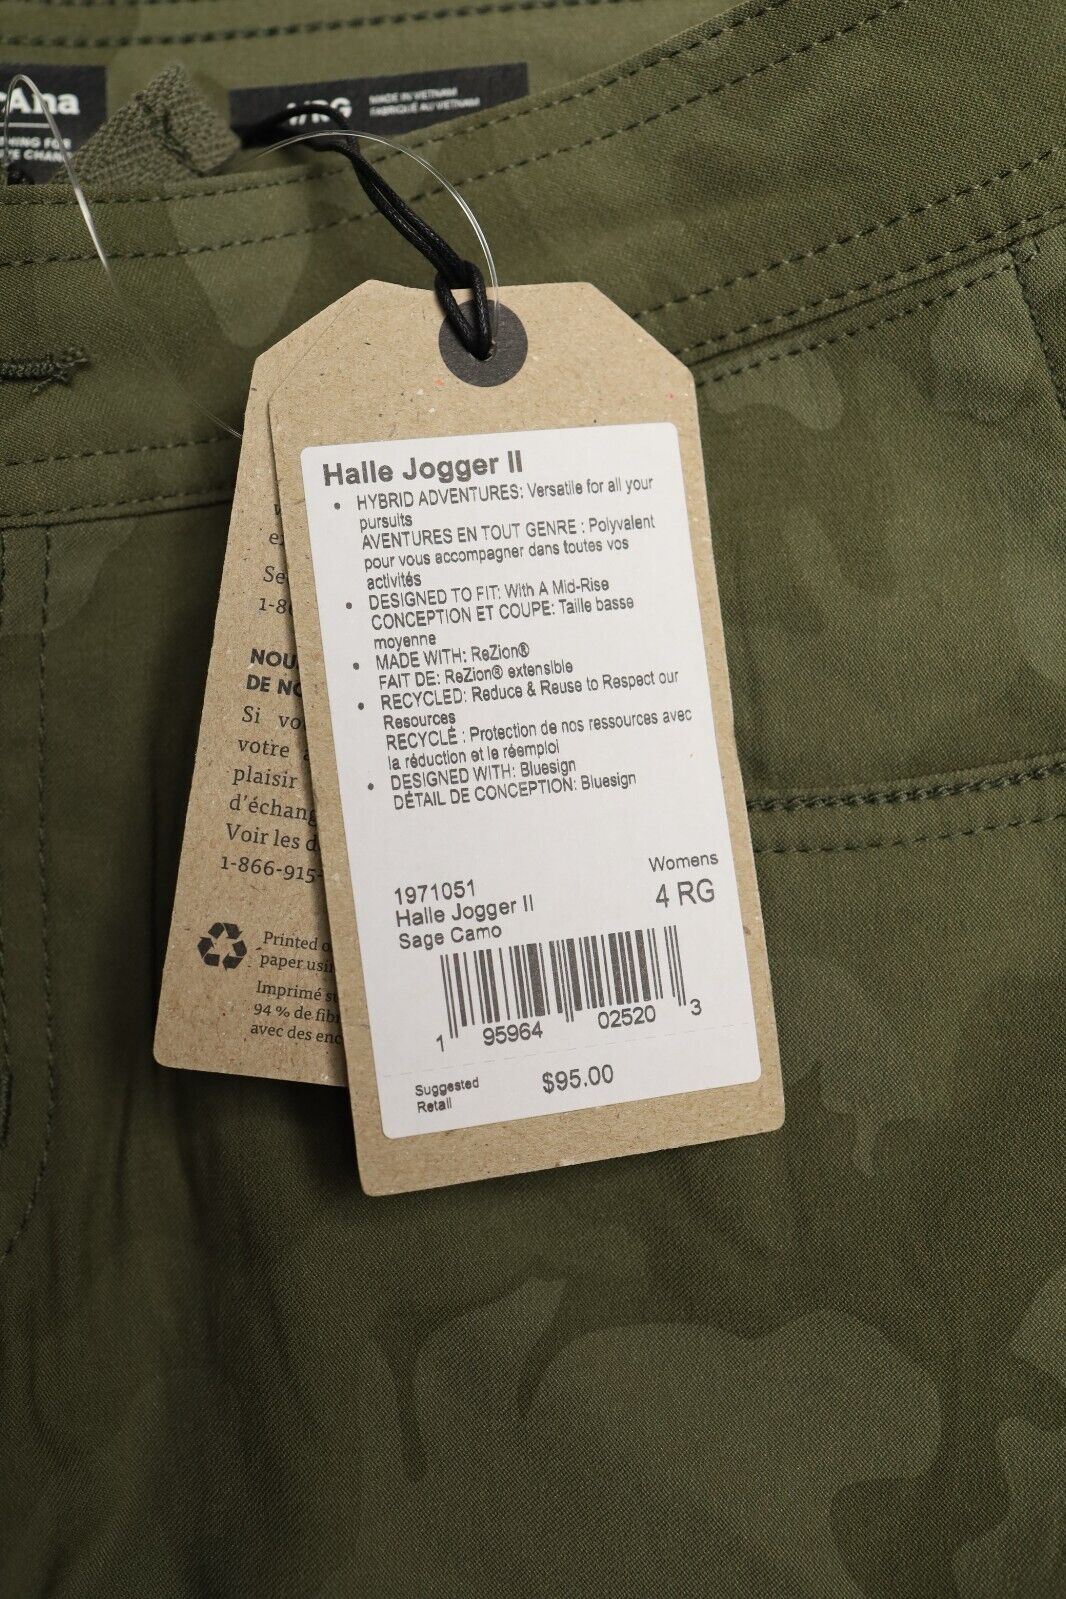 MADE IN VIETNAM
FABRIQUÉ AU VIETNAM
Halle Jogger II
• HYBRID ADVENTURES: Versatile for all your
pursuits
AVENTURES EN TOUT GENRE : Polyvalent
pour vous accompagner dans toutes vos
activités
• DESIGNED TO FIT: With A Mid-Rise
CONCEPTION ET COUPE: Taille basse
moyenne
• MADE WITH: ReZion®
FAIT DE: ReZion® extensible
• RECYCLED: Reduce & Reuse to Respect our
Resources
RECYCLÉ : Protection de nos ressources avec
la réduction et le réemploi
• DESIGNED WITH: Bluesign
DÉTAIL DE CONCEPTION: Bluesign
Womens
1971051
4 RG
Halle Jogger II
Sage Camo
1 95964 02520 3
Suggested
Retail
$95.00
DE
Si
votre
plaisir
d'échang
Voir les
1-866-915-
Printed
paper
Imprimé
94 % de
avec des